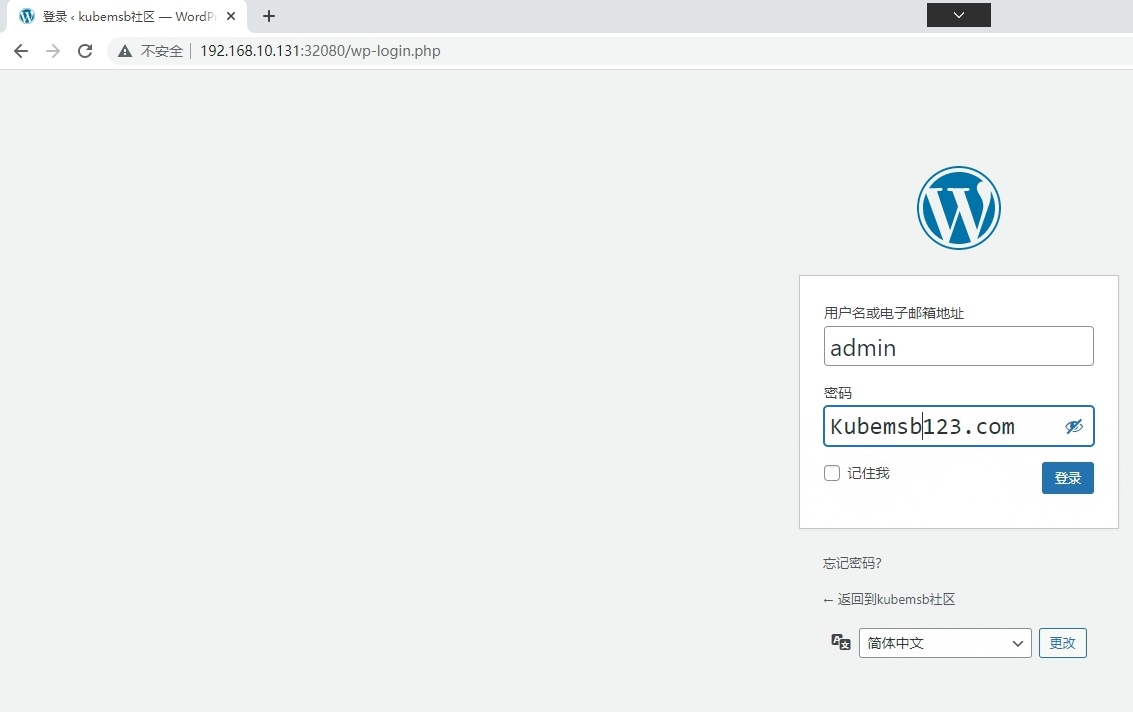 登录 ‹ kubemsb社区 — WordPr
不安全 192.168.10.131:32080/wp-login.php
用户名或电子邮箱地址
admin
密码
Kubemsb123.com
记住我
登录
忘记密码?
← 返回到kubemsb社区
简体中文
更改